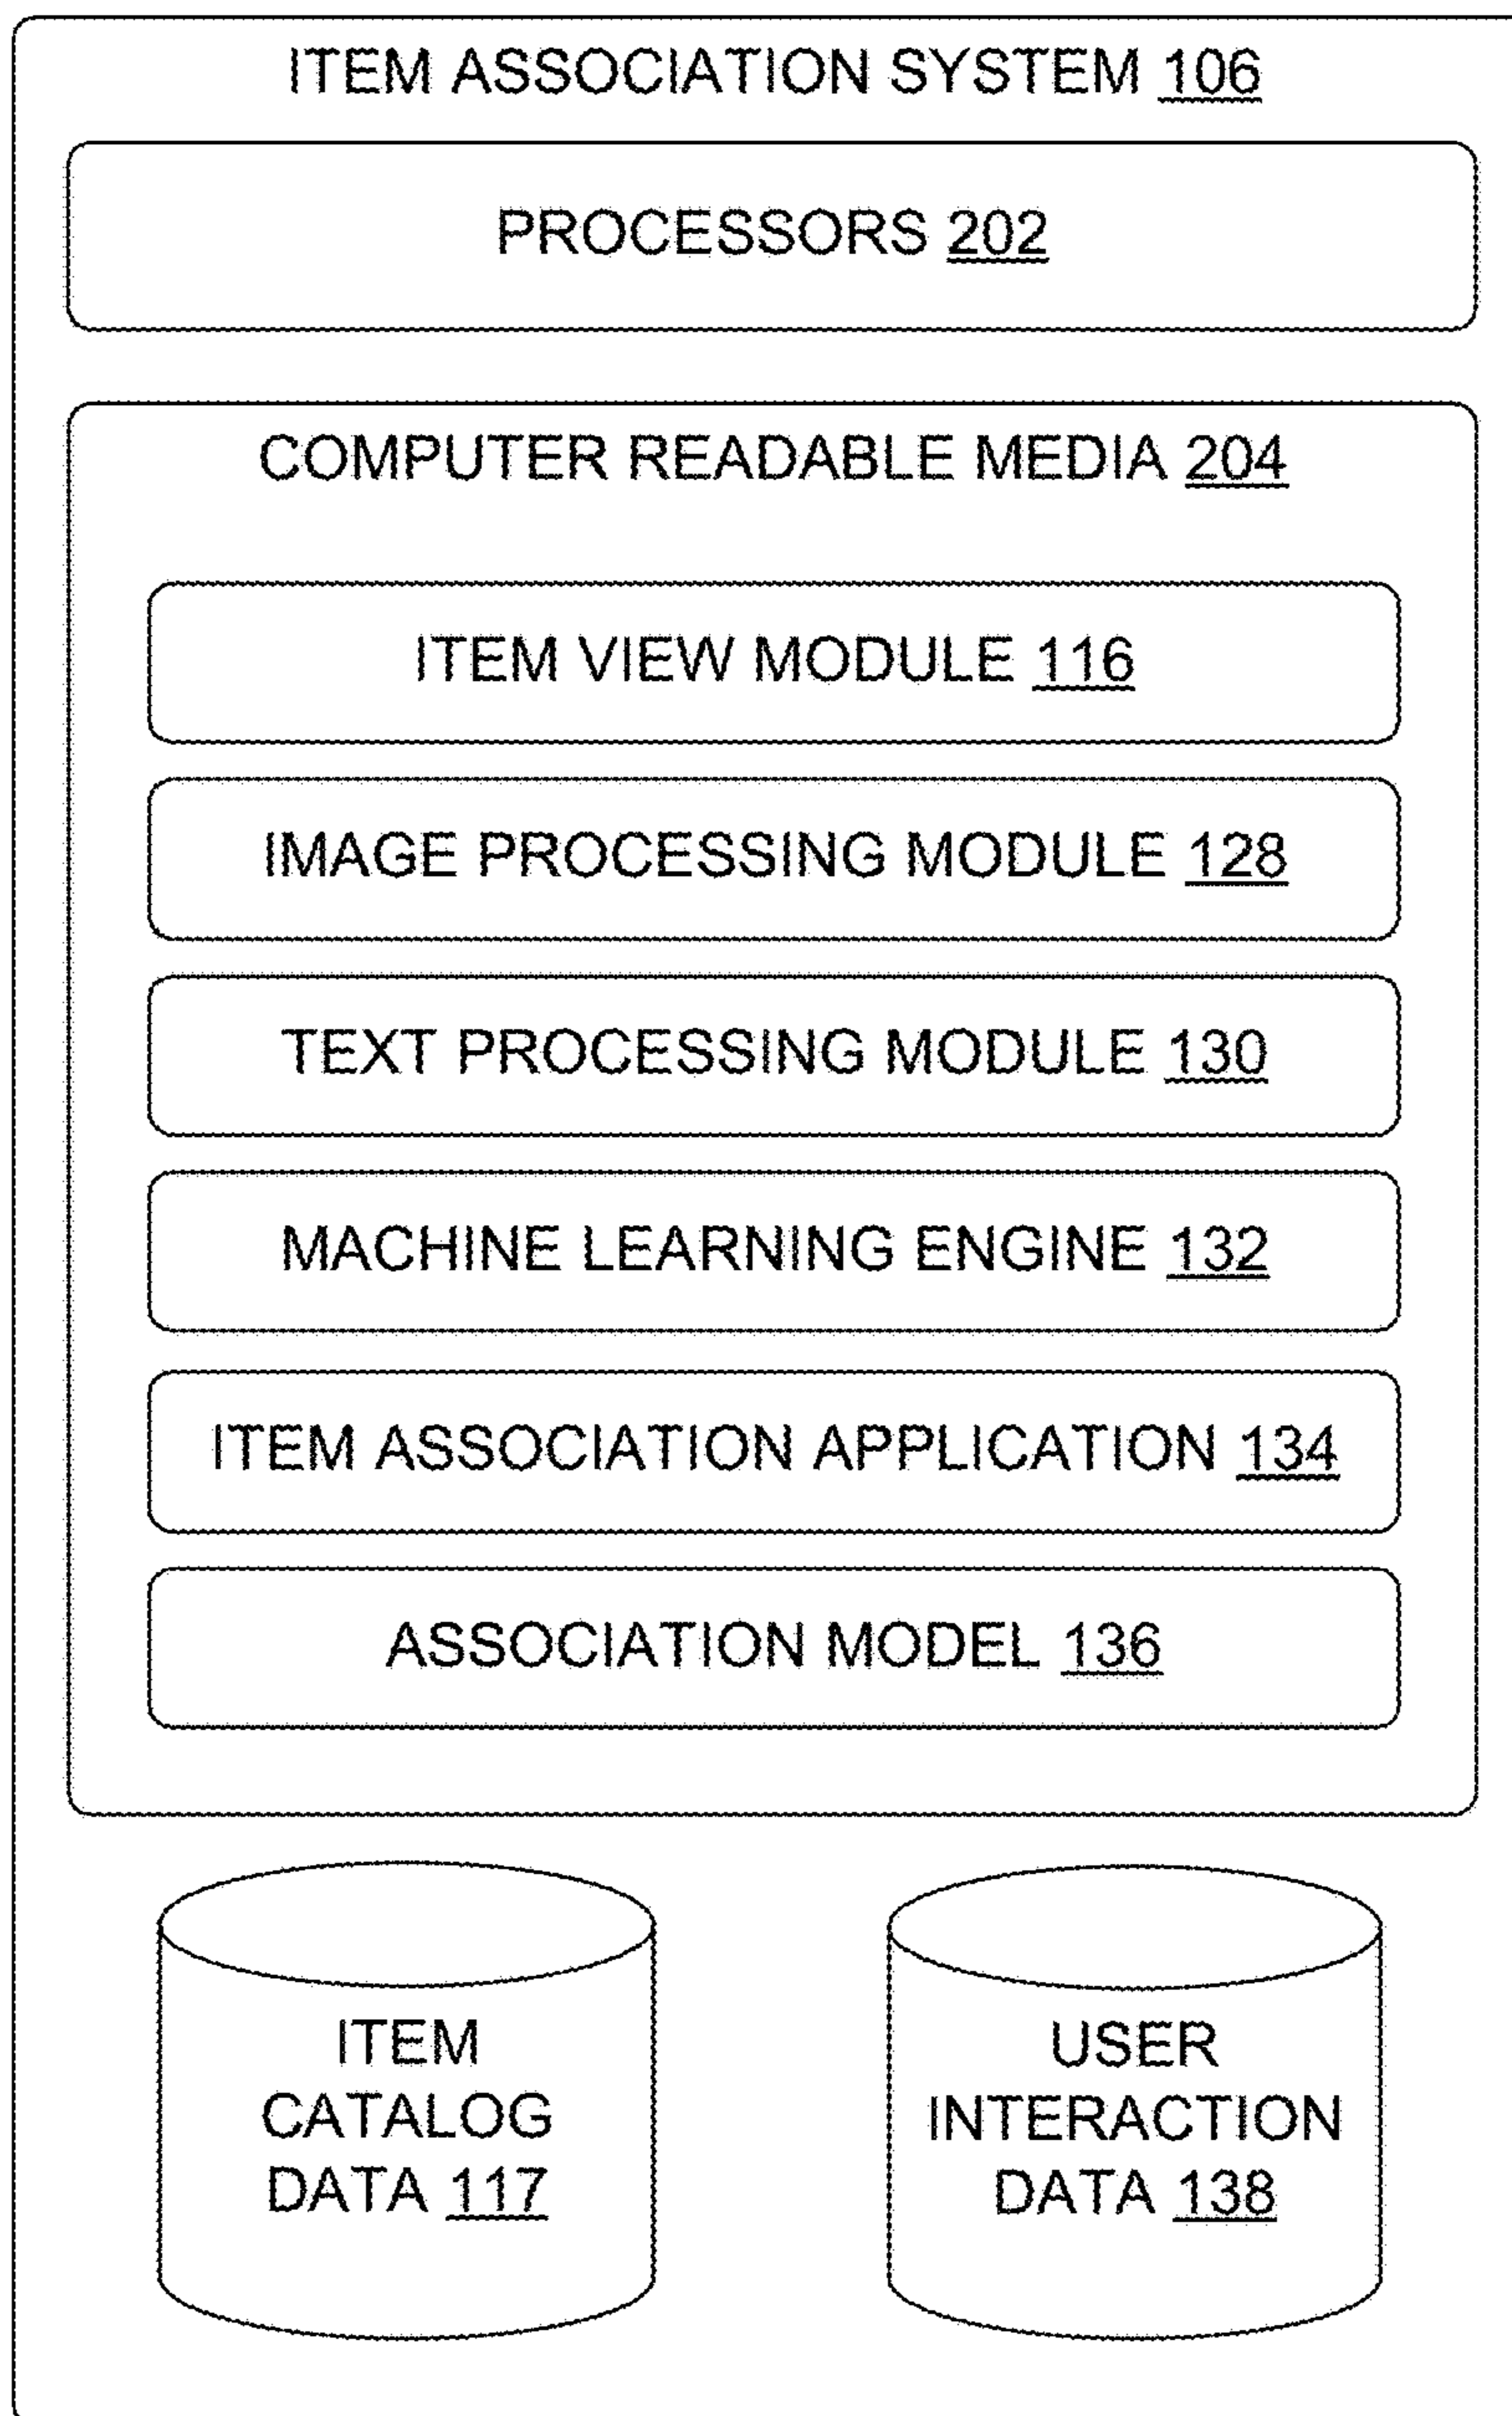 ITEM ASSOCIATION SYSTEM 106
PROCESSORS 202
COMPUTER READABLE MEDIA 204
ITEM VIEW MODULE 116
IMAGE PROCESSING MODULE 128
TEXT PROCESSING MODULE 130
MACHINE LEARNING ENGINE 132
ITEM ASSOCIATION APPLICATION 134
ASSOCIATION MODEL 136
ITEM
CATALOG
DATA 117
USER
INTERACTION
DATA 138